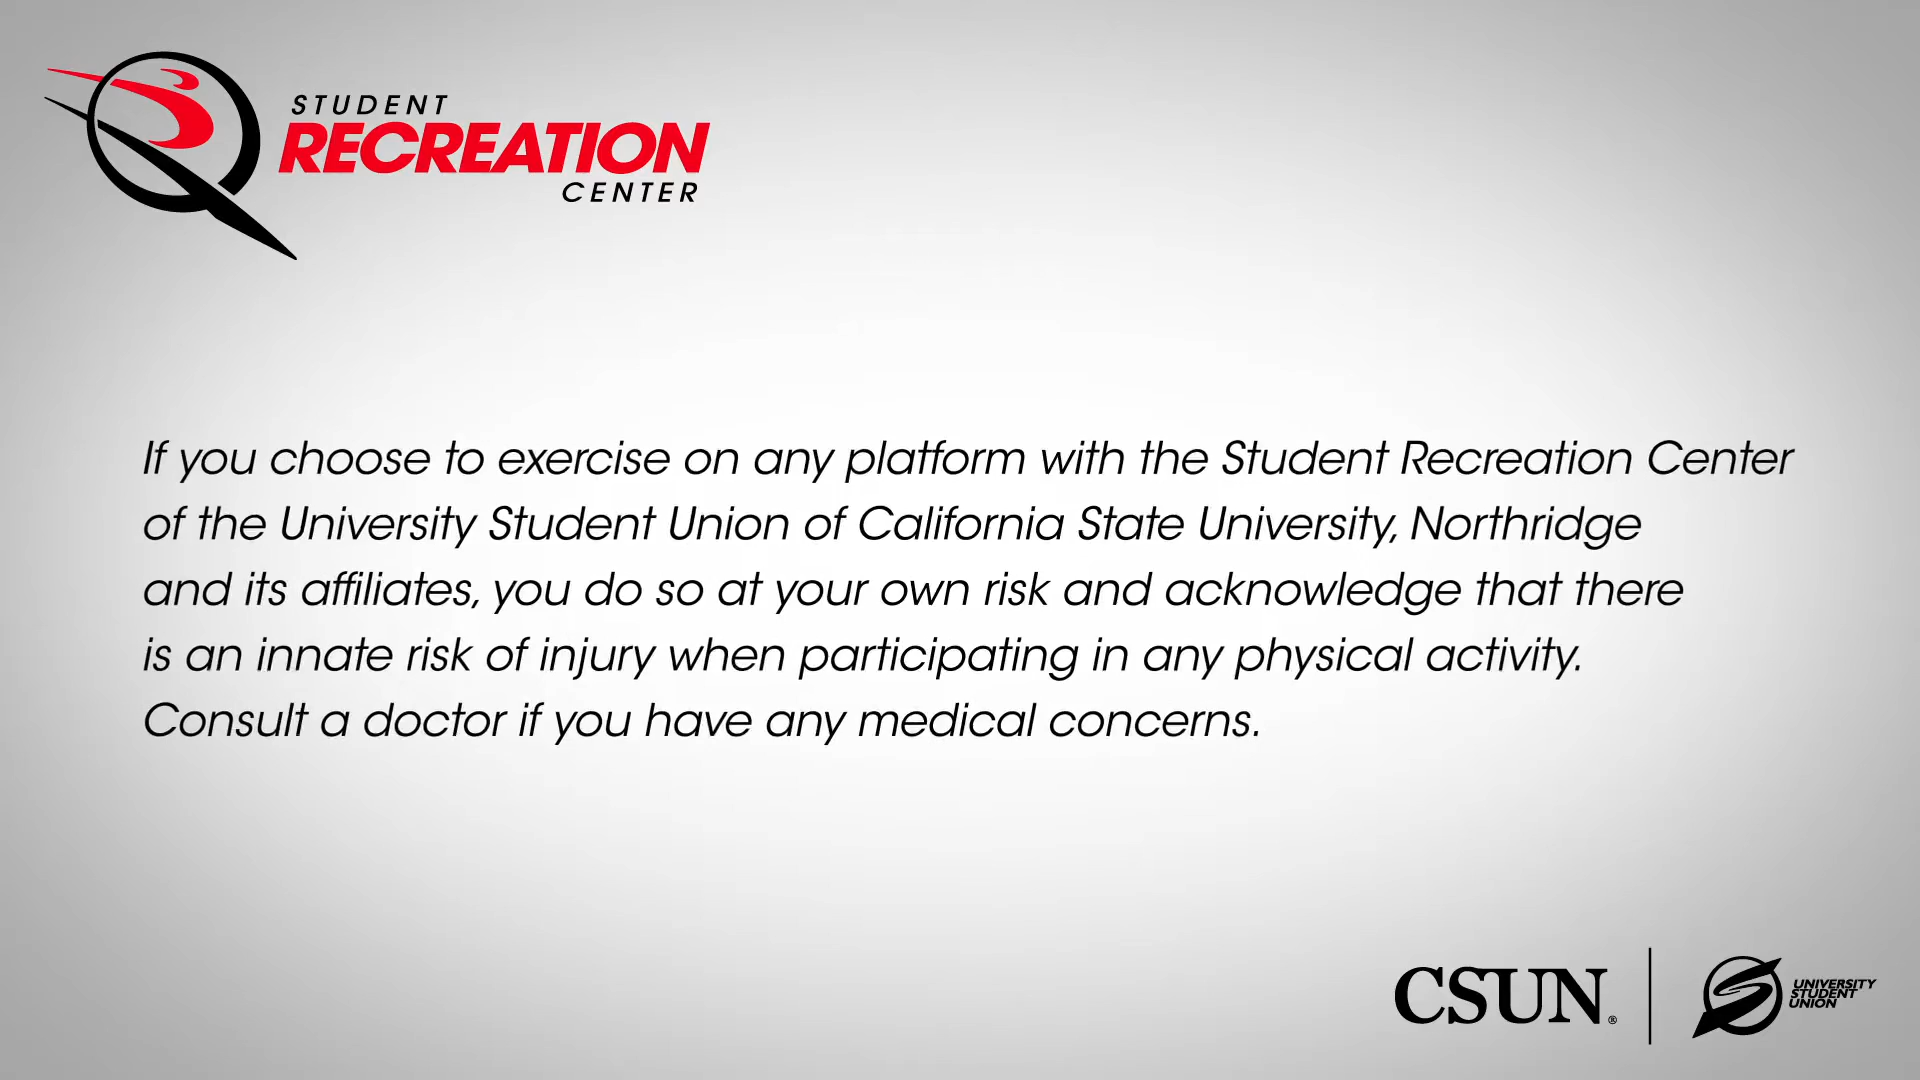 STUDENT
RECREATION
CENTER
If you choose to exercise on any platform with the Student Recreation Center
of the University Student Union of California State University, Northridge
and its affiliates, you do so at your own risk and acknowledge that there
is an innate risk of injury when participating in any physical activity.
Consult a doctor if you have any medical concerns.
CSUN®
UNIVERSITY
STUDENT
UNION